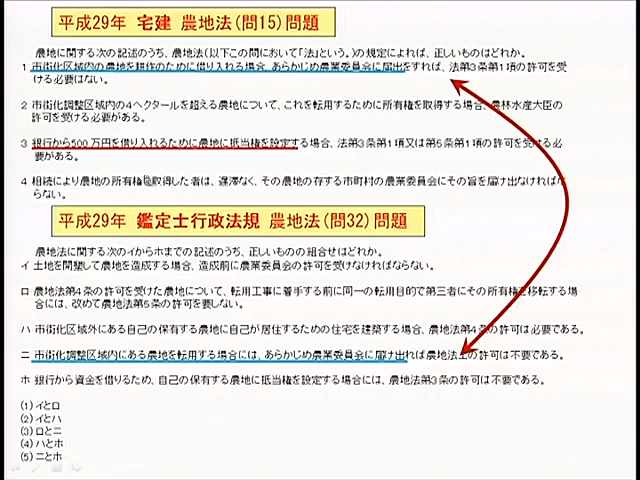 平成29年 宅建 農地法(問15)問題
農地に関する次の記述のうち、農地法(以下この問において「法」という。)の規定によれば、正しいものはどれか。
1 市街化区域内の農地を耕作のために借り入れる場合、あらかじめ農業委員会に届出をすれば、法第3条第1項の許可を受
ける必要はない。
2 市街化調整区域内の4ヘクタールを超える農地について、これを転用するために所有権を取得する場合、農林水産大臣の
許可を受ける必要がある。
3 銀行から500万円を借り入れるために農地に抵当権を設定する場合、法第3条第1項又は第5条第1項の許可を受ける必
要がある。
4 相続により農地の所有権を取得した者は、遅滞なく、その農地の存する市町村の農業委員会にその旨を届け出なければな
らない。
平成29年 鑑定士行政法規 農地法(問32)問題
農地法に関する次のイからホまでの記述のうち、正しいものの組合せはどれか。
イ 土地を開墾して農地を造成する場合、造成前に農業委員会の許可を受けなければならない。
ハ
ロ 農地法第4条の許可を受けた農地について、転用工事に着手する前に同一の転用目的で第三者にその所有権を移転する場
合には、改めて農地法第5条の許可を要しない。
ハ 市街化区域外にある自己の保有する農地に自己が居住するための住宅を建築する場合、農地法第4条の許可は必要である。
ニ 市街化調整区域内にある農地を転用する場合には、あらかじめ農業委員会に届け出れば農地法上の許可は不要である。
ホ 銀行から資金を借りるため、自己の保有する農地に抵当権を設定する場合には、農地法第3条の許可は不要である。
(1) イとロ
(2) イとハ
(3) ロとニ
(4) ハとホ
(5) ニとホ